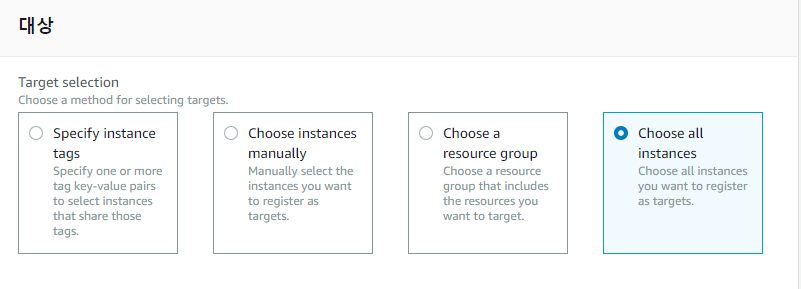 대상
Target selection
Choose a method for selecting targets.
Specify instance
tags
Specify one or more
tag key-value pairs
to select instances
that share those
tags.
Choose instances
manually
Manually select the
instances you want
to register as
targets.
Choose a
resource group
Choose a resource
group that includes
the resources you
want to target.
Choose all
instances
Choose all instances
you want to register
as targets.